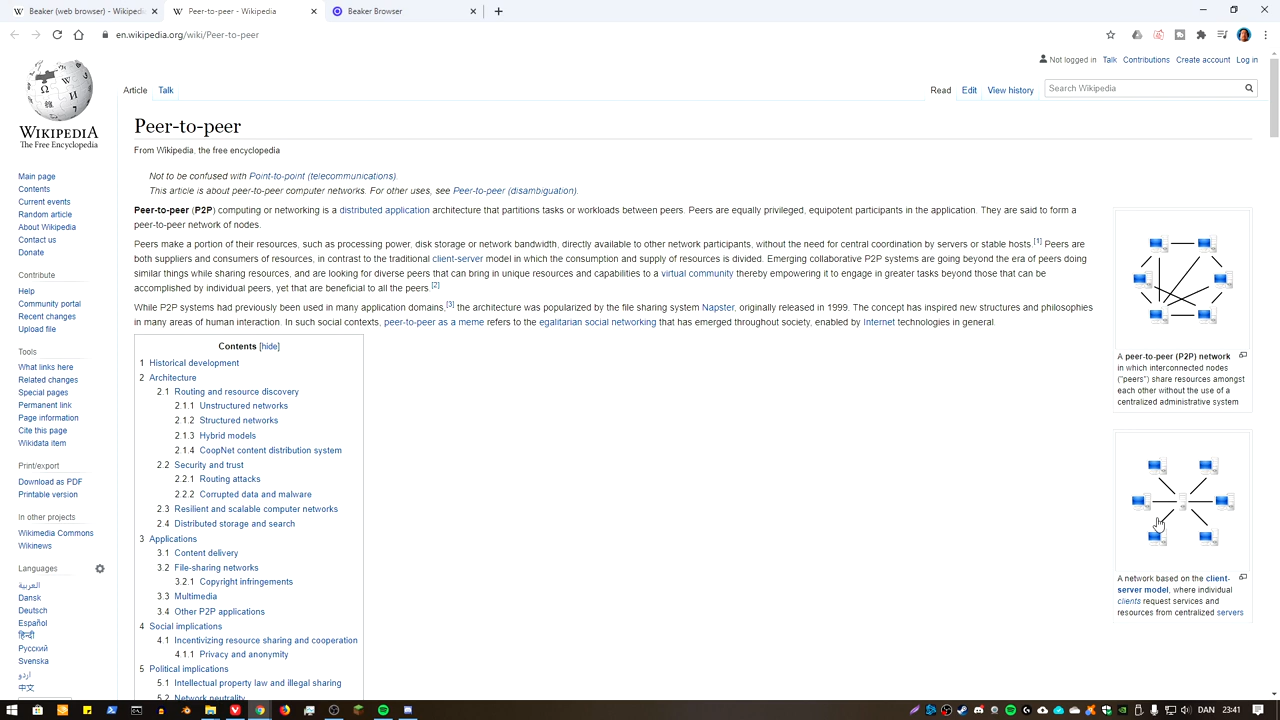 Beaker (web browser) - Wikipedi
Peer-to-peer - Wikipedia
Beaker Browser
en.wikipedia.org/wiki/Peer-to-peer
Not logged in Talk Contributions Create account Log in
Article Talk
Read Edit View history
Search Wikipedia
WIKIPEDIA
The Free Encyclopedia
Main page
Contents
Current events
Random article
About Wikipedia
Contact us
Donate
Contribute
Help
Community portal
Recent changes
Upload file
Tools
What links here
Related changes
Special pages
Permanent link
Page information
Cite this page
Wikidata item
Print/export
Download as PDF
Printable version
In other projects
Wikimedia Commons
Wikinews
Languages
العربية
Dansk
Deutsch
Español
हिन्दी
Русский
Svenska
اردو
中文
Peer-to-peer
From Wikipedia, the free encyclopedia
Not to be confused with Point-to-point (telecommunications).
This article is about peer-to-peer computer networks. For other uses, see Peer-to-peer (disambiguation).
Peer-to-peer (P2P) computing or networking is a distributed application architecture that partitions tasks or workloads between peers. Peers are equally privileged, equipotent participants in the application. They are said to form a
peer-to-peer network of nodes.
Peers make a portion of their resources, such as processing power, disk storage or network bandwidth, directly available to other network participants, without the need for central coordination by servers or stable hosts.[1] Peers are
both suppliers and consumers of resources, in contrast to the traditional client-server model in which the consumption and supply of resources is divided. Emerging collaborative P2P systems are going beyond the era of peers doing
similar things while sharing resources, and are looking for diverse peers that can bring in unique resources and capabilities to a virtual community thereby empowering it to engage in greater tasks beyond those that can be
accomplished by individual peers, yet that are beneficial to all the peers.[2]
While P2P systems had previously been used in many application domains,[3] the architecture was popularized by the file sharing system Napster, originally released in 1999. The concept has inspired new structures and philosophies
in many areas of human interaction. In such social contexts, peer-to-peer as a meme refers to the egalitarian social networking that has emerged throughout society, enabled by Internet technologies in general.
Contents [hide]
1 Historical development
2 Architecture
2.1 Routing and resource discovery
2.1.1 Unstructured networks
2.1.2 Structured networks
2.1.3 Hybrid models
2.1.4 CoopNet content distribution system
2.2 Security and trust
2.2.1 Routing attacks
2.2.2 Corrupted data and malware
2.3 Resilient and scalable computer networks
2.4 Distributed storage and search
3 Applications
3.1 Content delivery
3.2 File-sharing networks
3.2.1 Copyright infringements
3.3 Multimedia
3.4 Other P2P applications
4 Social implications
4.1 Incentivizing resource sharing and cooperation
4.1.1 Privacy and anonymity
5 Political implications
5.1 Intellectual property law and illegal sharing
5.2 Network neutrality
A peer-to-peer (P2P) network
in which interconnected nodes
("peers") share resources amongst
each other without the use of a
centralized administrative system
A network based on the client-
server model, where individual
clients request services and
resources from centralized servers
DAN 23:41